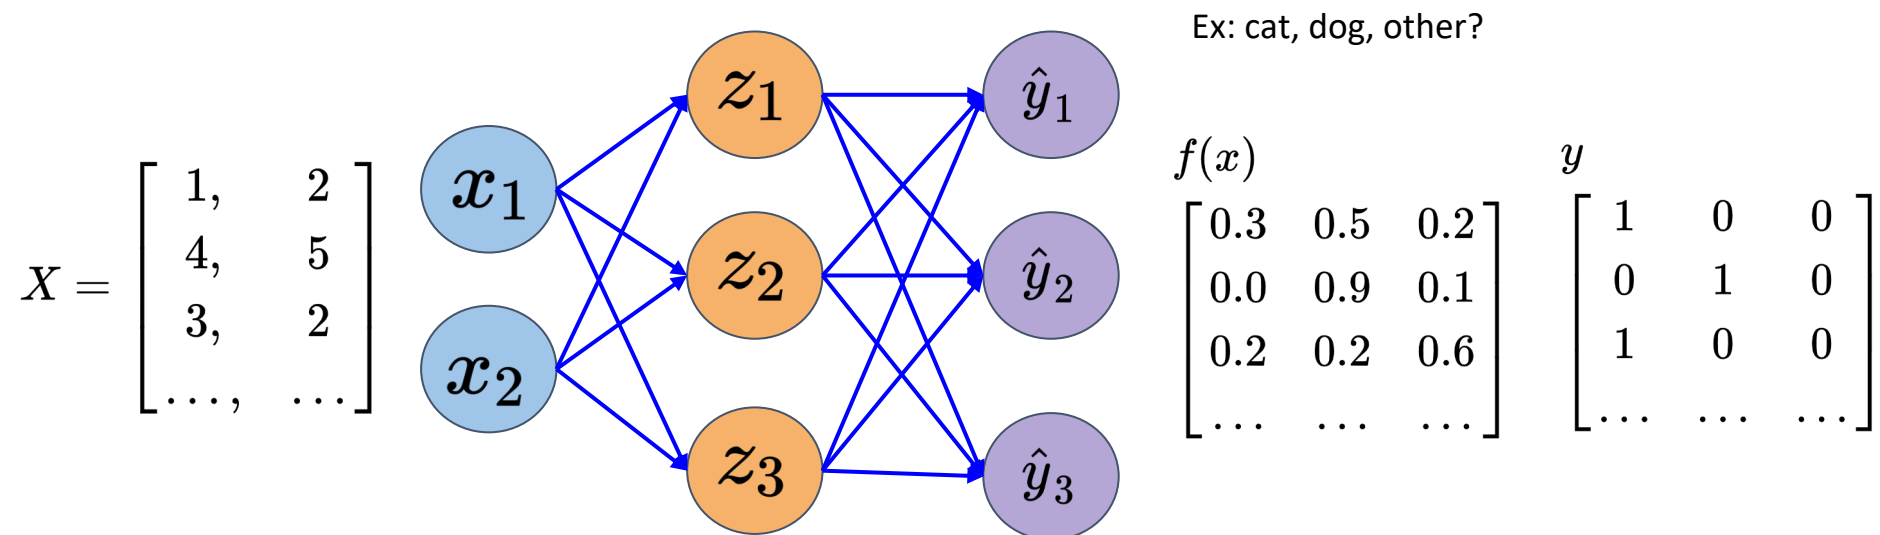 Ex: cat, dog, other?
X =
1, 2
4, 5
3, 2
..., ...
x₁
x₂
z₁
z₂
z₃
ŷ₁
ŷ₂
ŷ₃
f(x)
0.3 0.5 0.2
0.0 0.9 0.1
0.2 0.2 0.6
... ... ...
y
1 0 0
0 1 0
1 0 0
... ... ...